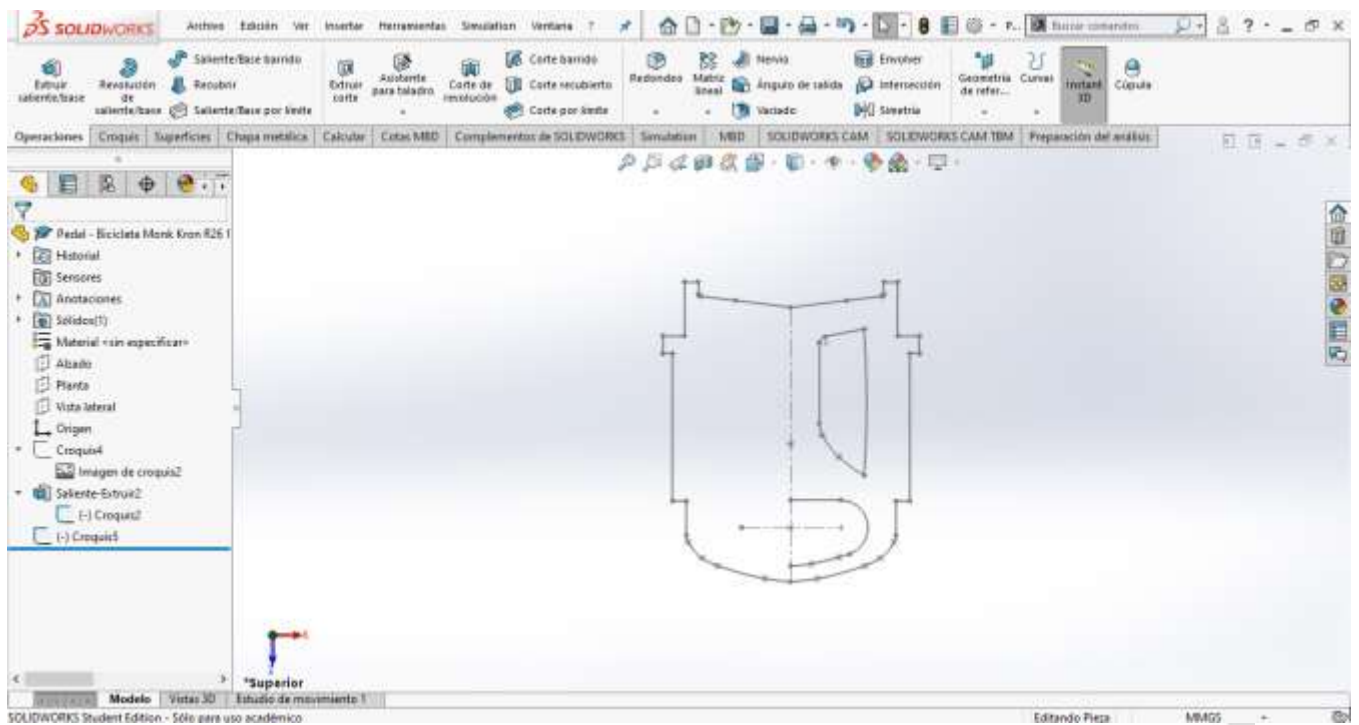 SOLIDWORKS
Archivo Edición Ver Insertar Herramientas Simulation Ventana ?
P...
Buscar comandos
Extruir saliente/base
Revolución de saliente/base
Saliente/Base barrido
Recubrir
Saliente/Base por límite
Extruir corte
Asistente para taladro
Corte de revolución
Corte barrido
Corte recubierto
Corte por límite
Redondeo
Matriz lineal
Nervio
Ángulo de salida
Vaciado
Envolver
Intersección
Simetría
Geometría de refer...
Curvas
Instant 3D
Cúpula
Operaciones Croquis Superficies Chapa metálica Calcular Cotas MBD Complementos de SOLIDWORKS Simulation MBD SOLIDWORKS CAM SOLIDWORKS CAM TBM Preparación del análisis
Pedal - Bicicleta Monk Kron R26 1
Historial
Sensores
Anotaciones
Sólidos(1)
Material <sin especificar>
Alzado
Planta
Vista lateral
Origen
Croquis4
Imagen de croquis2
Saliente-Extruir2
(-) Croquis2
(-) Croquis5
*Superior
Modelo Vistas 3D Estudio de movimiento 1
SOLIDWORKS Student Edition - Sólo para uso académico
Editando Pieza
MMGS